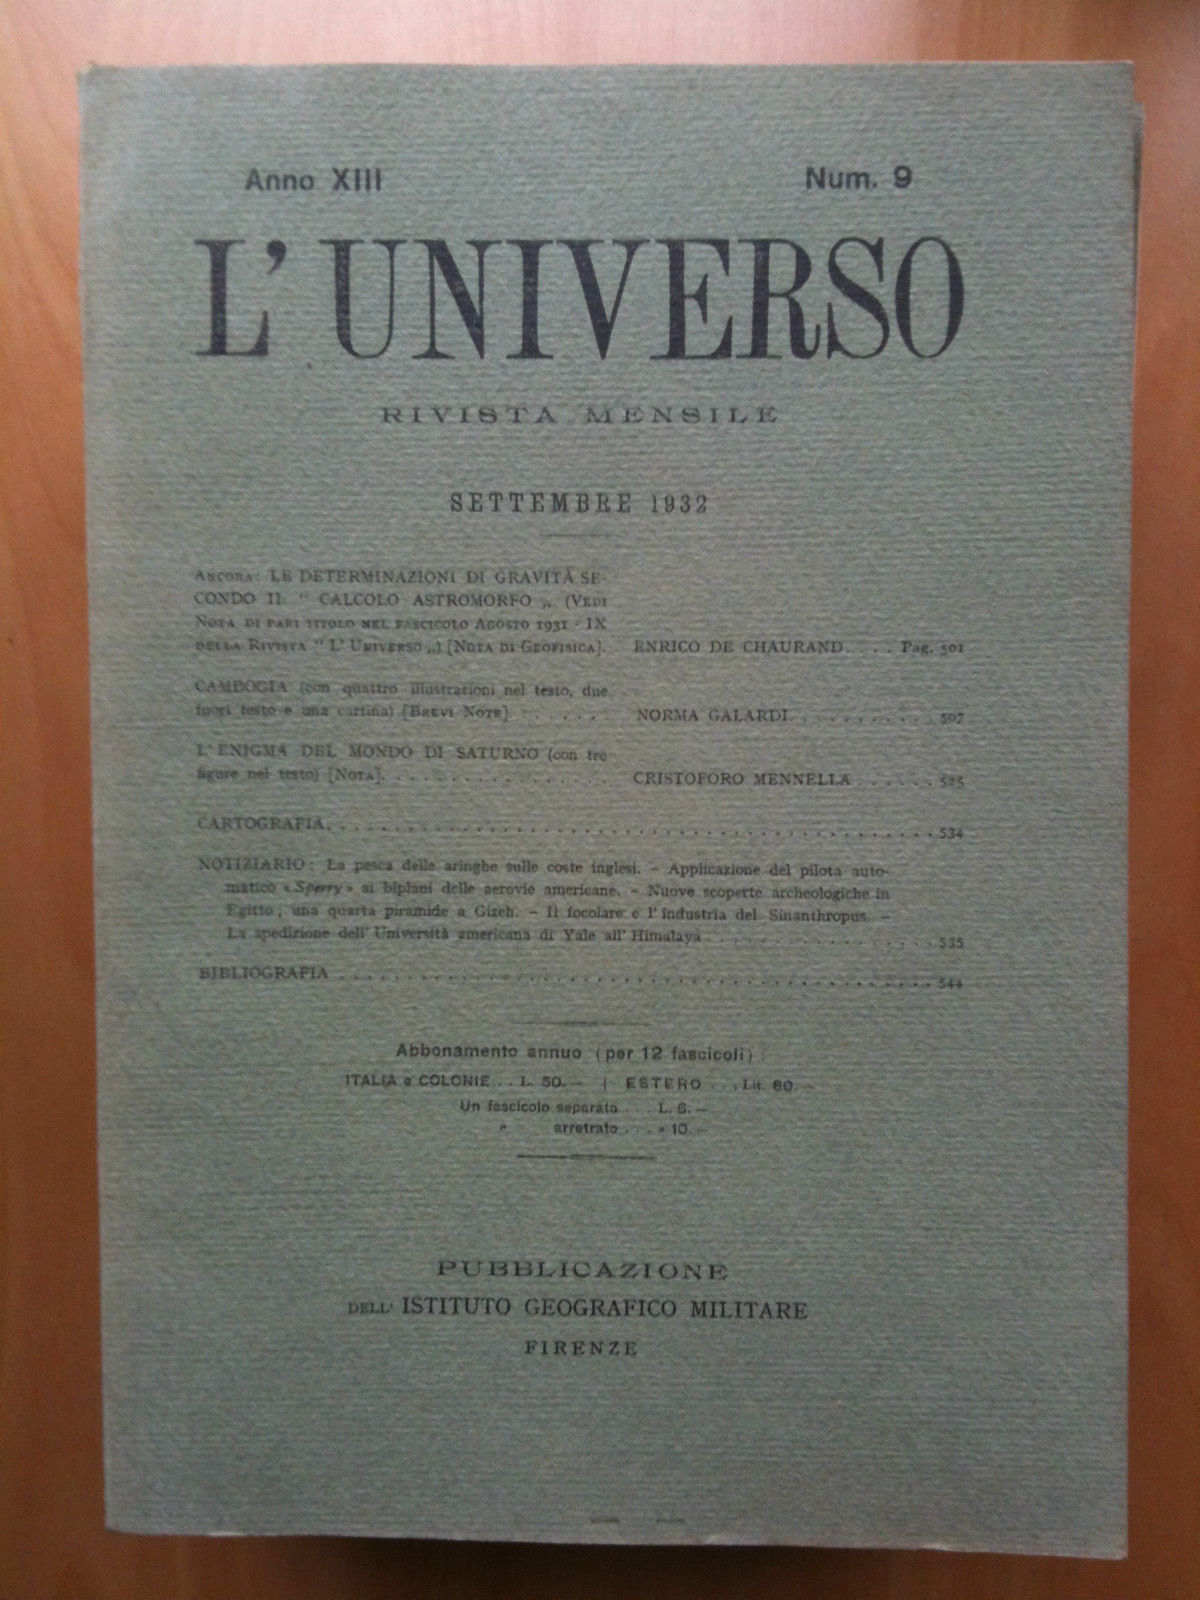 Anno XIII Num. 9
L'UNIVERSO
RIVISTA MENSILE
SETTEMBRE 1932
ANCORA: LE DETERMINAZIONI DI GRAVITÀ SE-
CONDO IL " CALCOLO ASTROMORFO „ (VEDI
NOTA DI PARI TITOLO NEL FASCICOLO AGOSTO 1931 - IX
DELLA RIVISTA " L'UNIVERSO „) [NOTA DI GEOFISICA]. ENRICO DE CHAURAND. . . . Pag. 501
CAMBOGIA (con quattro illustrazioni nel testo, due
fuori testo e una cartina) [BREVI NOTE]. . . . . . . NORMA GALARDI. . . . . . . . . . 507
L'ENIGMA DEL MONDO DI SATURNO (con tre
figure nel testo) [NOTA]. . . . . . . . . . . . . . . CRISTOFORO MENNELLA . . . . . . 525
CARTOGRAFIA. . . . . . . . . . . . . . . . . . . . . . . . . . . . . . . . . . . . . . . 534
NOTIZIARIO: La pesca delle aringhe sulle coste inglesi. – Applicazione del pilota auto-
matico « Sperry » ai biplani delle aerovie americane. – Nuove scoperte archeologiche in
Egitto; una quarta piramide a Gizeh. – Il focolare e l'industria del Sinanthropus. –
La spedizione dell'Università americana di Yale all'Himalaya . . . . . . . . . . . . . . . 535
BIBLIOGRAFIA . . . . . . . . . . . . . . . . . . . . . . . . . . . . . . . . . . . . . . . 544
Abbonamento annuo (per 12 fascicoli):
ITALIA e COLONIE . . L. 50.– | ESTERO . . . Lit. 80.–
Un fascicolo separato . . . L. 6.–
" arretrato . . . . » 10.–
PUBBLICAZIONE
DELL' ISTITUTO GEOGRAFICO MILITARE
FIRENZE